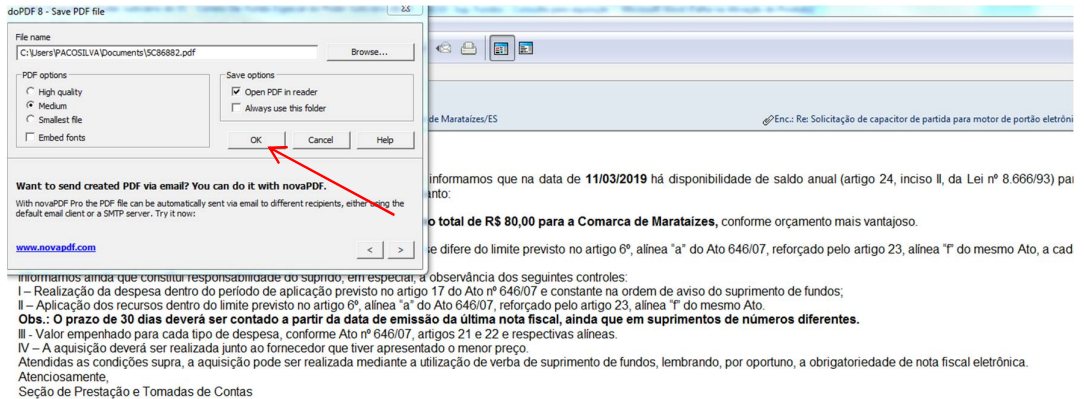 doPDF 8 - Save PDF file
File name
C:\Users\PACOSILVA\Documents\5C86882.pdf
Browse...
PDF options
High quality
Medium
Smallest file
Embed fonts
Save options
Open PDF in reader
Always use this folder
OK
Cancel
Help
Want to send created PDF via email? You can do it with novaPDF.
With novaPDF Pro the PDF file can be automatically sent via email to different recipients, either using the
default email client or a SMTP server. Try it now:
www.novapdf.com
<
>
de Marataízes/ES
Enc.: Re: Solicitação de capacitor de partida para motor de portão eletrôni
informamos que na data de 11/03/2019 há disponibilidade de saldo anual (artigo 24, inciso II, da Lei nº 8.666/93) par
anto:
o total de R$ 80,00 para a Comarca de Marataízes, conforme orçamento mais vantajoso.
se difere do limite previsto no artigo 6º, alínea "a" do Ato 646/07, reforçado pelo artigo 23, alínea "f" do mesmo Ato, a cad
Informamos ainda que constitui responsabilidade do suprido, em especial, a observância dos seguintes controles:
I – Realização da despesa dentro do período de aplicação previsto no artigo 17 do Ato nº 646/07 e constante na ordem de aviso do suprimento de fundos;
II – Aplicação dos recursos dentro do limite previsto no artigo 6º, alínea "a" do Ato 646/07, reforçado pelo artigo 23, alínea "f" do mesmo Ato.
Obs.: O prazo de 30 dias deverá ser contado a partir da data de emissão da última nota fiscal, ainda que em suprimentos de números diferentes.
III - Valor empenhado para cada tipo de despesa, conforme Ato nº 646/07, artigos 21 e 22 e respectivas alíneas.
IV – A aquisição deverá ser realizada junto ao fornecedor que tiver apresentado o menor preço.
Atendidas as condições supra, a aquisição pode ser realizada mediante a utilização de verba de suprimento de fundos, lembrando, por oportuno, a obrigatoriedade de nota fiscal eletrônica.
Atenciosamente,
Seção de Prestação e Tomadas de Contas